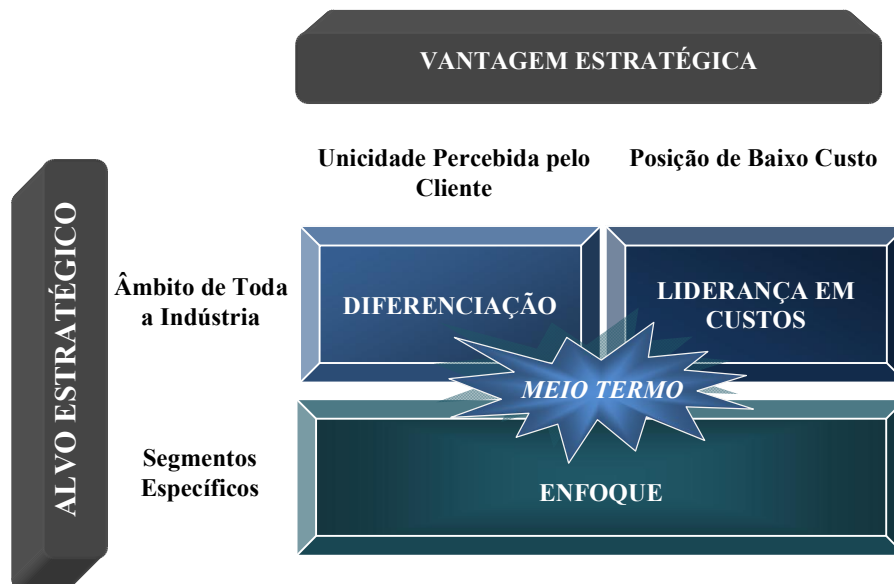 VANTAGEM ESTRATÉGICA
Unicidade Percebida pelo
Cliente
Posição de Baixo Custo
ALVO ESTRATÉGICO
Âmbito de Toda
a Indústria
DIFERENCIAÇÃO
LIDERANÇA EM
CUSTOS
MEIO TERMO
Segmentos
Específicos
ENFOQUE